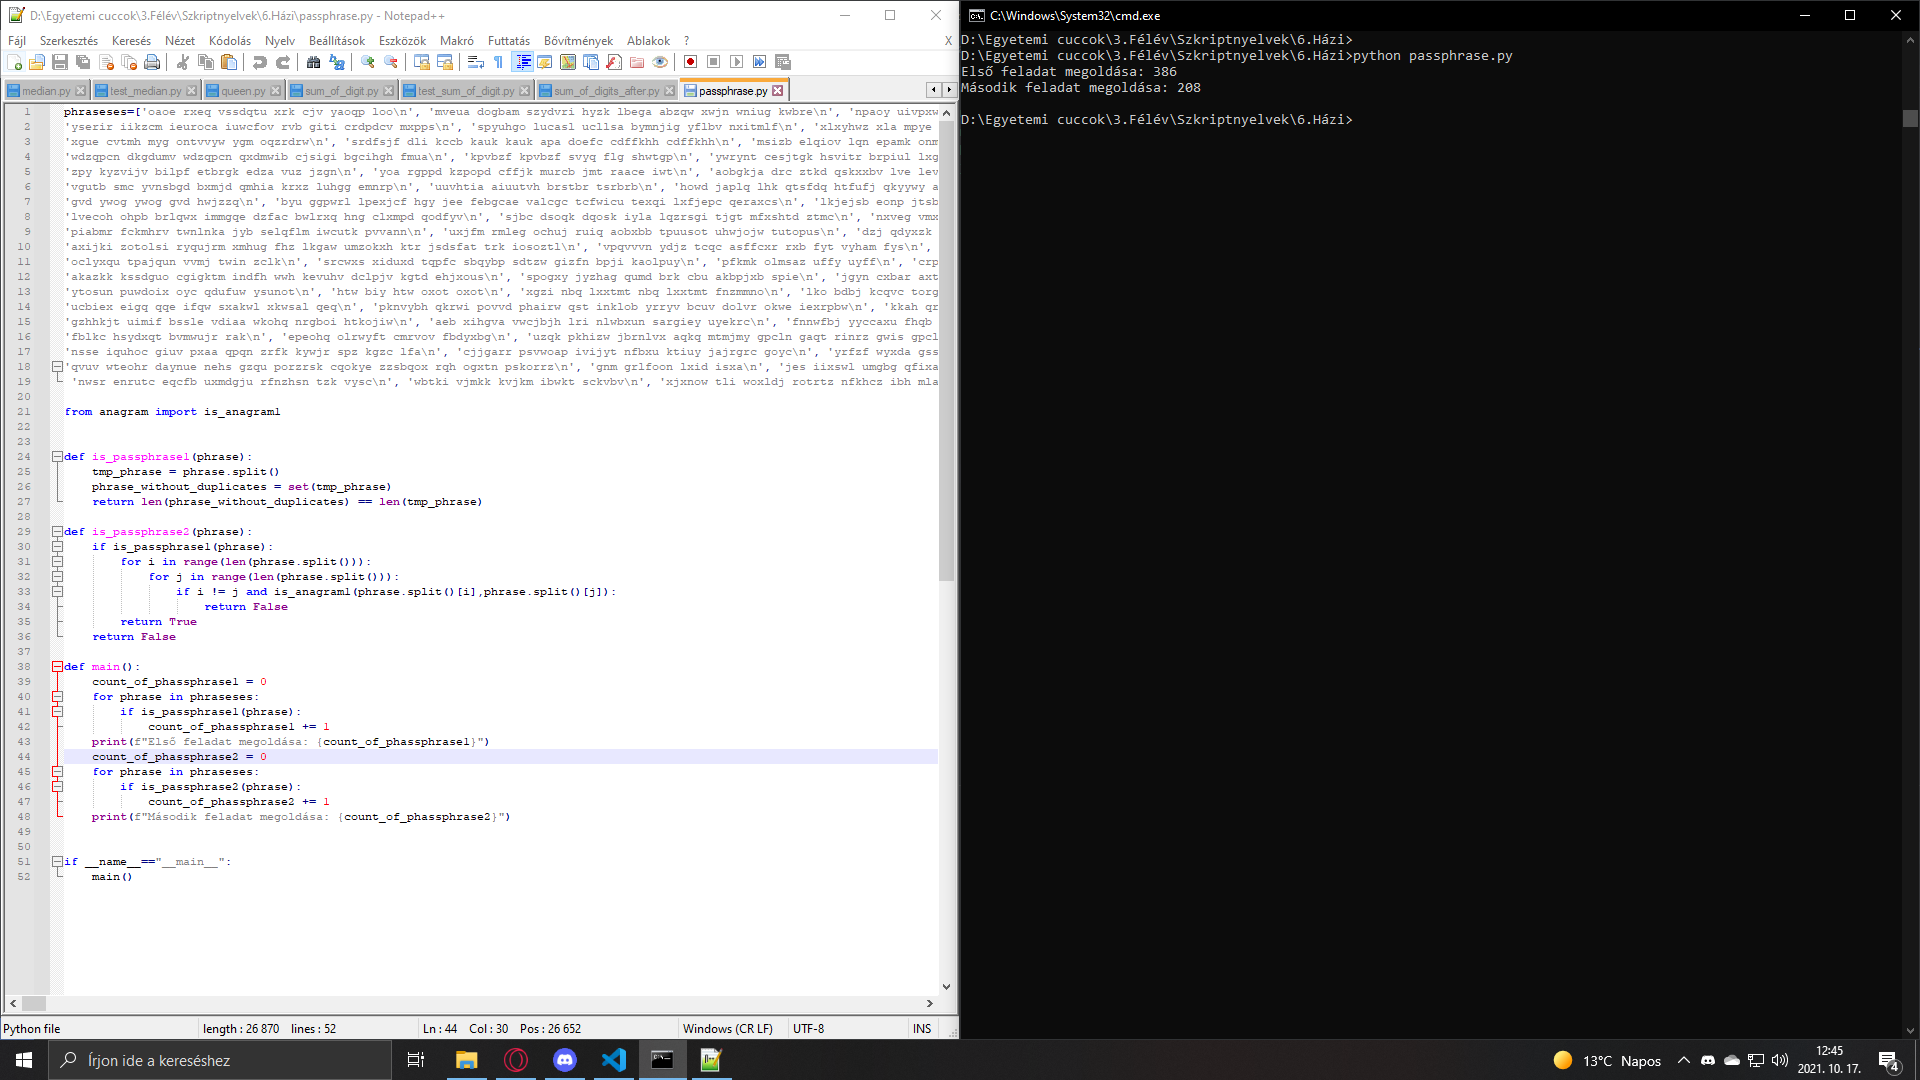 D:\Egyetemi cuccok\3.Félév\Szkriptnyelvek\6.Házi\passphrase.py - Notepad++
Fájl Szerkesztés Keresés Nézet Kódolás Nyelv Beállítások Eszközök Makró Futtatás Bővítmények Ablakok ? X
median.py test_median.py queen.py sum_of_digit.py test_sum_of_digit.py sum_of_digits_after.py passphrase.py
1 phraseses=['oaoe rxeq vssdqtu xrk cjv yaoqp loo\n', 'mveua dogbam szydvri hyzk lbega abzqw xwjn wniug kwbre\n', 'npaoy uivpxw
2 'yserir iikzcm ieuroca iuwcfov rvb giti crdpdcv mxpps\n', 'spyuhgo lucasl ucllsa bymnjig yflbv nxitmlf\n', 'xlxyhwz xla mpye
3 'xgue cvtmh myg ontvvyw ygm oqzrdrw\n', 'srdfsjf dli kccb kauk kauk apa doefc cdffkhh cdffkhh\n', 'msizb elqiov lqn epamk onm
4 'wdzqpcn dkgdumv wdzqpcn qxdmwib cjsigi bgcihgh fmua\n', 'kpvbzf kpvbzf svyq flg shwtgp\n', 'ywrynt cesjtgk hsvitr brpiul lxg
5 'zpy kyzvijv bilpf etbrgk edza vuz jzgn\n', 'yoa rgppd kzpopd cffjk murcb jmt raace iwt\n', 'aobgkja drc ztkd qskxxbv lve lev
6 'vgutb smc yvnsbgd bxmjd qmhia krxz luhgg emnrp\n', 'uuvhtia aiuutvh brstbr tsrbrb\n', 'howd japlq lhk qtsfdq htfufj qkyywy a
7 'gvd ywog ywog gvd hwjzzq\n', 'byu ggpwrl lpexjcf hgy jee febgcae valcgc tcfwicu texqi lxfjepc qeraxcs\n', 'lkjejsb eonp jtsb
8 'lvecoh ohpb brlqwx immgqe dzfac bwlrxq hng clxmpd qodfyv\n', 'sjbc dsoqk dqosk iyla lqzrsgi tjgt mfxshtd ztmc\n', 'nxveg vmx
9 'piabmr fckmhrv twnlnka jyb selqflm iwcutk pvvann\n', 'uxjfm rmleg ochuj ruiq aobxbb tpuusot uhwjojw tutopus\n', 'dzj qdyxzk
10 'axijki zotolsi ryqujrm xmhug fhz lkgaw umzokxh ktr jsdsfat trk iosoztl\n', 'vpqvvvn ydjz tcqc asffcxr rxb fyt vyham fys\n',
11 'oclyxqu tpajqun vvmj twin zclk\n', 'srcwxs xiduxd tqpfc sbqybp sdtzw gizfn bpji kaolpuy\n', 'pfkmk olmsaz uffy uyff\n', 'crp
12 'akazkk kssdguo cgigktm indfh wwh kevuhv dclpjv kgtd ehjxous\n', 'spogxy jyzhag qumd brk cbu akbpjxb spie\n', 'jgyn cxbar axt
13 'ytosun puwdoix oyc qdufuw ysunot\n', 'htw biy htw oxot oxot\n', 'xgzi nbq lxxtmt nbq lxxtmt fnzmmno\n', 'lko bdbj kcqvc torg
14 'ucbiex eigq qqe ifqw sxakwl xkwsal qeq\n', 'pknvybh qkrwi povvd phairw qst inklob yrryv bcuv dolvr okwe iexrpbw\n', 'kkah qr
15 'gzhhkjt uimif bssle vdiaa wkohq nrgboi htkojiw\n', 'aeb xihgva vwcjbjh lri nlwbxun sargiey uyekrc\n', 'fnnwfbj yyccaxu fhqb
16 'fblkc hsydxqt bvmwujr rak\n', 'epeohq olrwyft cmrvov fbdyxbg\n', 'uzqk pkhizw jbrnlvx aqkq mtmjmy gpcln gaqt rinrz gwis gpcl
17 'nsse iquhoc giuv pxaa qpqn zrfk kywjr spz kgzc lfa\n', 'cjjgarr psvwoap ivijyt nfbxu ktiuy jajrgrc goyc\n', 'yrfzf wyxda gss
18 'qvuv wteohr daynue nehs gzqu porzrsk cqokye zzsbqox rqh ogxtn pskorrz\n', 'gnm grlfoon lxid isxa\n', 'jes iixswl umgbg qfixa
19 'nwsr enrutc eqcfb uxmdgju rfnzhsn tzk vysc\n', 'wbtki vjmkk kvjkm ibwkt sckvbv\n', 'xjxnow tli woxldj rotrtz nfkhcz ibh mla
20
21 from anagram import is_anagram1
22
23
24 def is_passphrase1(phrase):
25 tmp_phrase = phrase.split()
26 phrase_without_duplicates = set(tmp_phrase)
27 return len(phrase_without_duplicates) == len(tmp_phrase)
28
29 def is_passphrase2(phrase):
30 if is_passphrase1(phrase):
31 for i in range(len(phrase.split())):
32 for j in range(len(phrase.split())):
33 if i != j and is_anagram1(phrase.split()[i],phrase.split()[j]):
34 return False
35 return True
36 return False
37
38 def main():
39 count_of_phassphrase1 = 0
40 for phrase in phraseses:
41 if is_passphrase1(phrase):
42 count_of_phassphrase1 += 1
43 print(f"Első feladat megoldása: {count_of_phassphrase1}")
44 count_of_phassphrase2 = 0
45 for phrase in phraseses:
46 if is_passphrase2(phrase):
47 count_of_phassphrase2 += 1
48 print(f"Második feladat megoldása: {count_of_phassphrase2}")
49
50
51 if __name__=="__main__":
52 main()
Python file length : 26 870 lines : 52 Ln : 44 Col : 30 Pos : 26 652 Windows (CR LF) UTF-8 INS
C:\Windows\System32\cmd.exe
D:\Egyetemi cuccok\3.Félév\Szkriptnyelvek\6.Házi>
D:\Egyetemi cuccok\3.Félév\Szkriptnyelvek\6.Házi>python passphrase.py
Első feladat megoldása: 386
Második feladat megoldása: 208
D:\Egyetemi cuccok\3.Félév\Szkriptnyelvek\6.Házi>
Írjon ide a kereséshez
13°C Napos
12:45
2021. 10. 17.
4